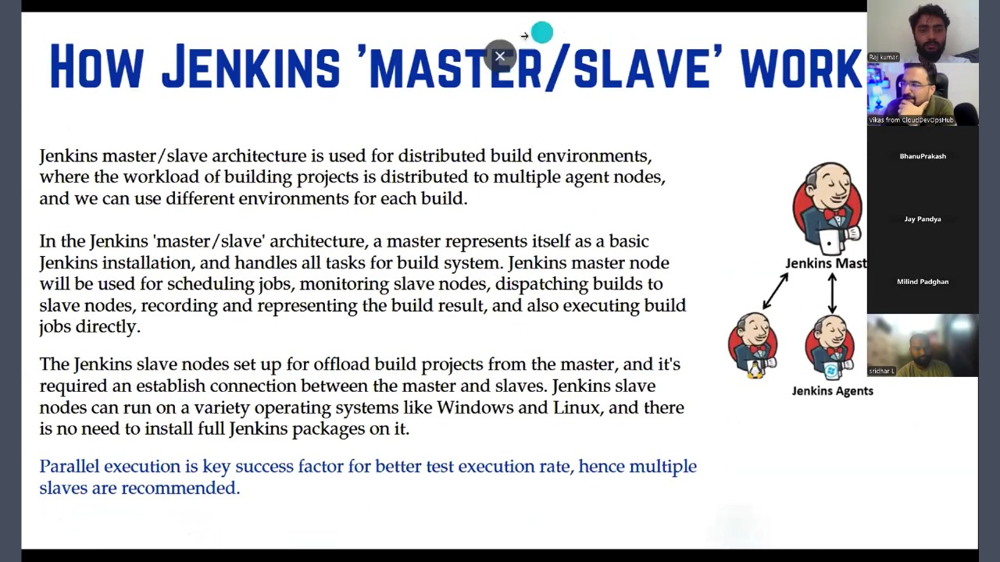 HOW JENKINS 'MASTER/SLAVE' WORK
Jenkins master/slave architecture is used for distributed build environments,
where the workload of building projects is distributed to multiple agent nodes,
and we can use different environments for each build.
In the Jenkins 'master/slave' architecture, a master represents itself as a basic
Jenkins installation, and handles all tasks for build system. Jenkins master node
will be used for scheduling jobs, monitoring slave nodes, dispatching builds to
slave nodes, recording and representing the build result, and also executing build
jobs directly.
The Jenkins slave nodes set up for offload build projects from the master, and it's
required an establish connection between the master and slaves. Jenkins slave
nodes can run on a variety operating systems like Windows and Linux, and there
is no need to install full Jenkins packages on it.
Parallel execution is key success factor for better test execution rate, hence multiple
slaves are recommended.
Jenkins Mast
Jenkins Agents
Raj kumar
Vikas from CloudDevOpsHub
BhanuPrakash
Jay Pandya
Milind Padghan
sridhar L